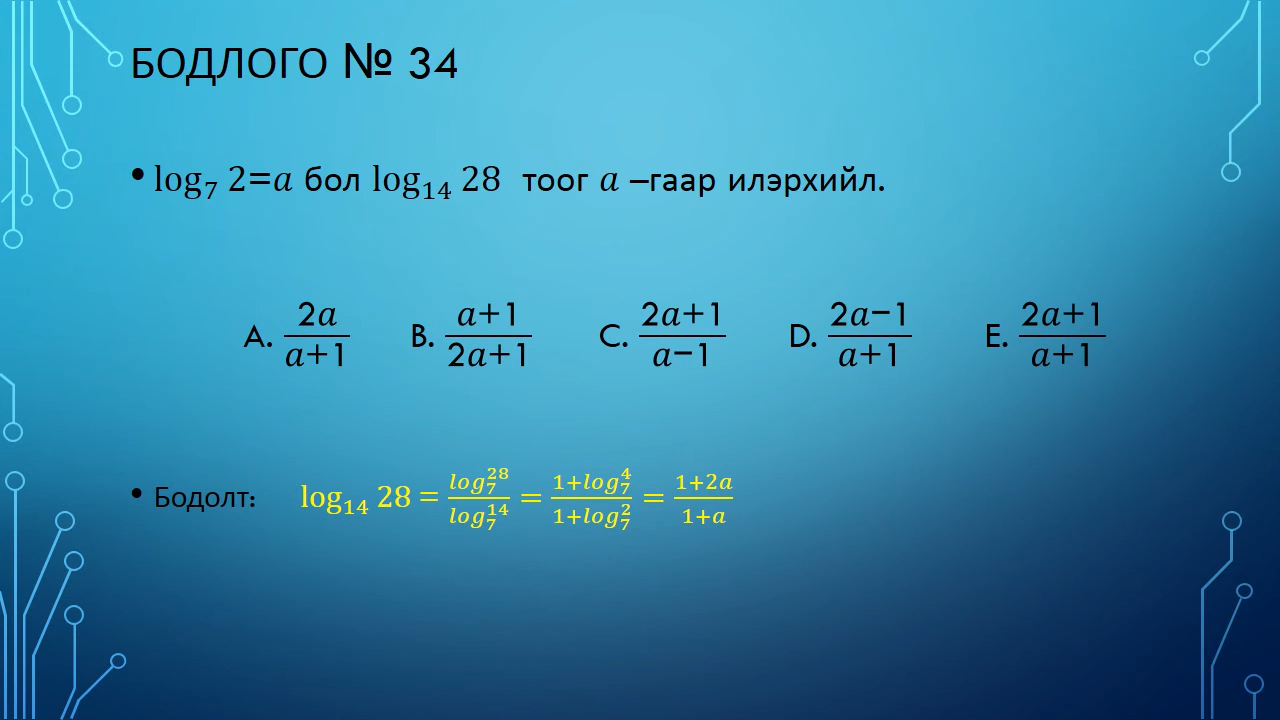 БОДЛОГО № 34
• log₇ 2=𝑎 бол log₁₄ 28 тоог 𝑎 –гаар илэрхийл.
A. 2𝑎/𝑎+1 B. 𝑎+1/2𝑎+1 C. 2𝑎+1/𝑎−1 D. 2𝑎−1/𝑎+1 E. 2𝑎+1/𝑎+1
• Бодолт: log₁₄ 28 = 𝑙𝑜𝑔₇²⁸/𝑙𝑜𝑔₇¹⁴ = 1+𝑙𝑜𝑔₇⁴/1+𝑙𝑜𝑔₇² = 1+2𝑎/1+𝑎